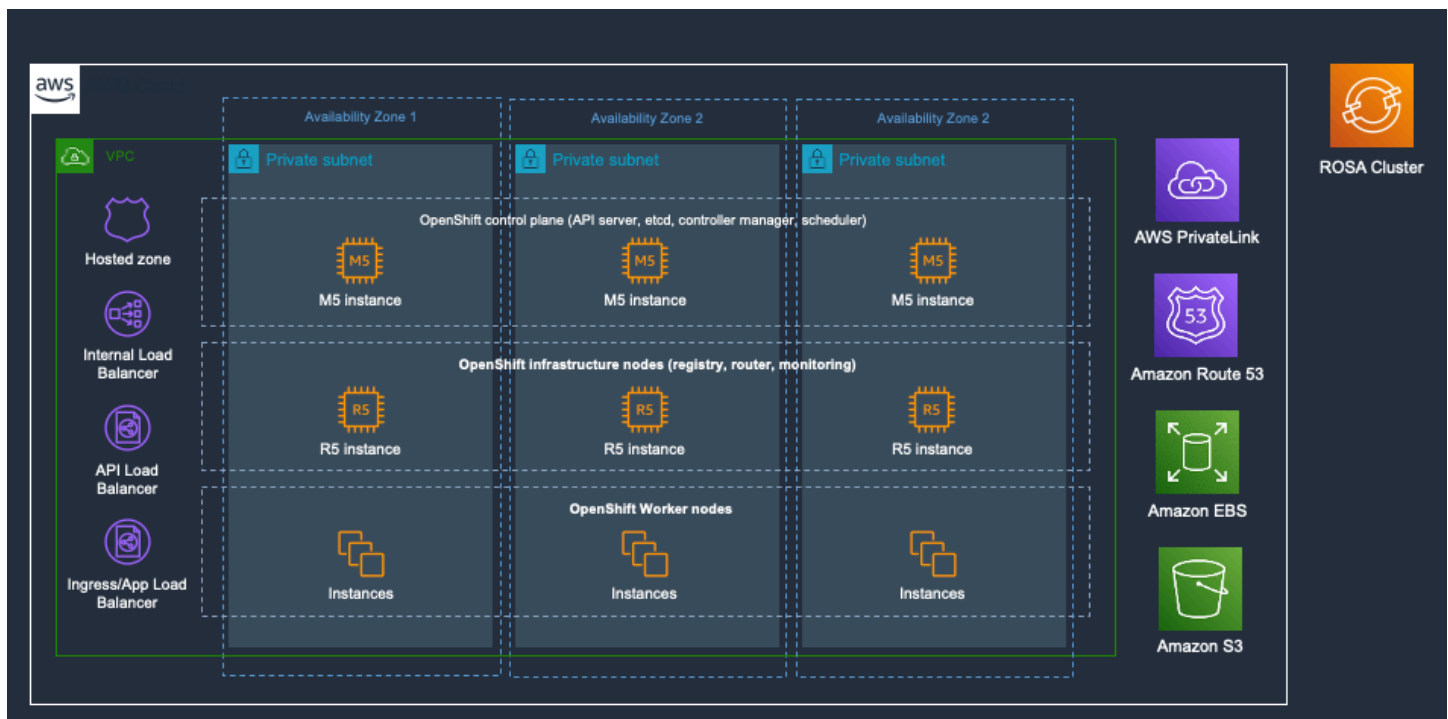 aws
Availability Zone 1
Availability Zone 2
Availability Zone 2
VPC
Private subnet
Private subnet
Private subnet
ROSA Cluster
OpenShift control plane (API server, etcd, controller manager, scheduler)
M5
M5
M5
M5 instance
M5 instance
M5 instance
Hosted zone
Internal Load
Balancer
API Load
Balancer
Ingress/App Load
Balancer
OpenShift infrastructure nodes (registry, router, monitoring)
R5
R5
R5
R5 instance
R5 instance
R5 instance
OpenShift Worker nodes
Instances
Instances
Instances
AWS PrivateLink
53
Amazon Route 53
Amazon EBS
Amazon S3